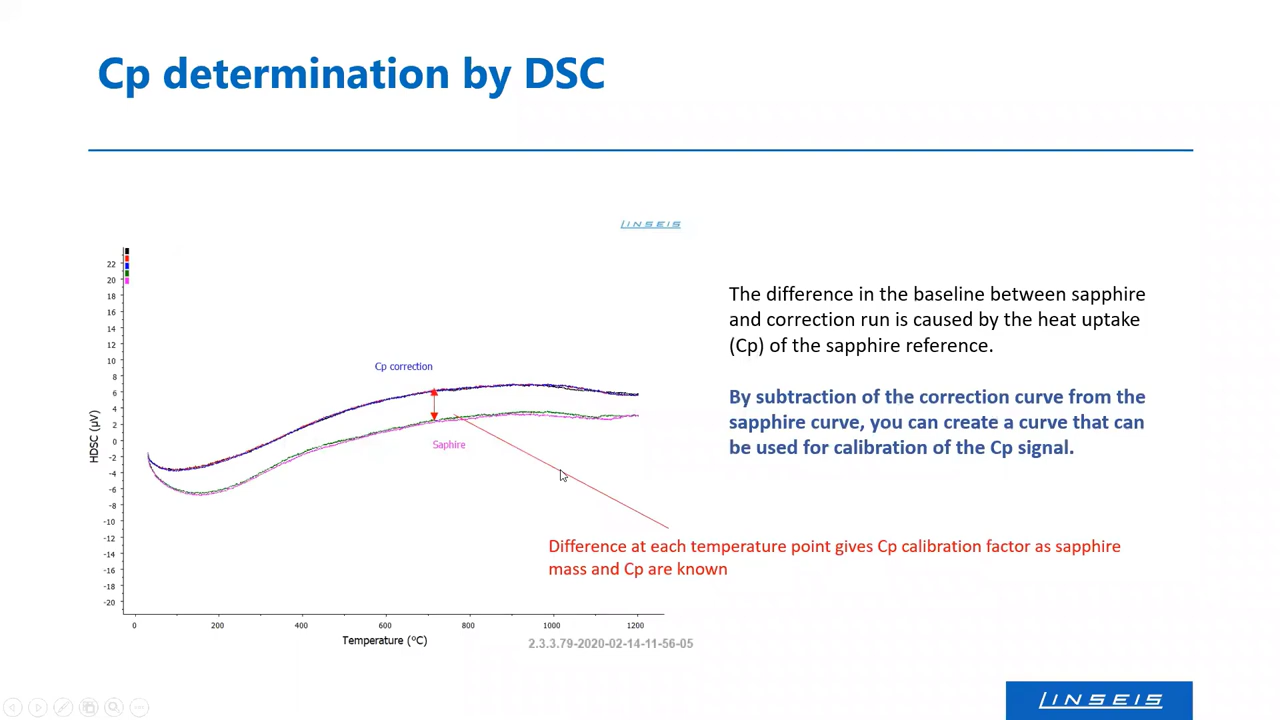 Cp determination by DSC
LINSEIS
22
20
18
16
14
12
10
8
6
4
2
0
-2
-4
-6
-8
-10
-12
-14
-16
-18
-20
HDSC (µV)
Cp correction
Saphire
0
200
400
600
800
1000
1200
Temperature (°C)
2.3.3.79-2020-02-14-11-56-05
The difference in the baseline between sapphire
and correction run is caused by the heat uptake
(Cp) of the sapphire reference.
By subtraction of the correction curve from the
sapphire curve, you can create a curve that can
be used for calibration of the Cp signal.
Difference at each temperature point gives Cp calibration factor as sapphire
mass and Cp are known
LINSEIS